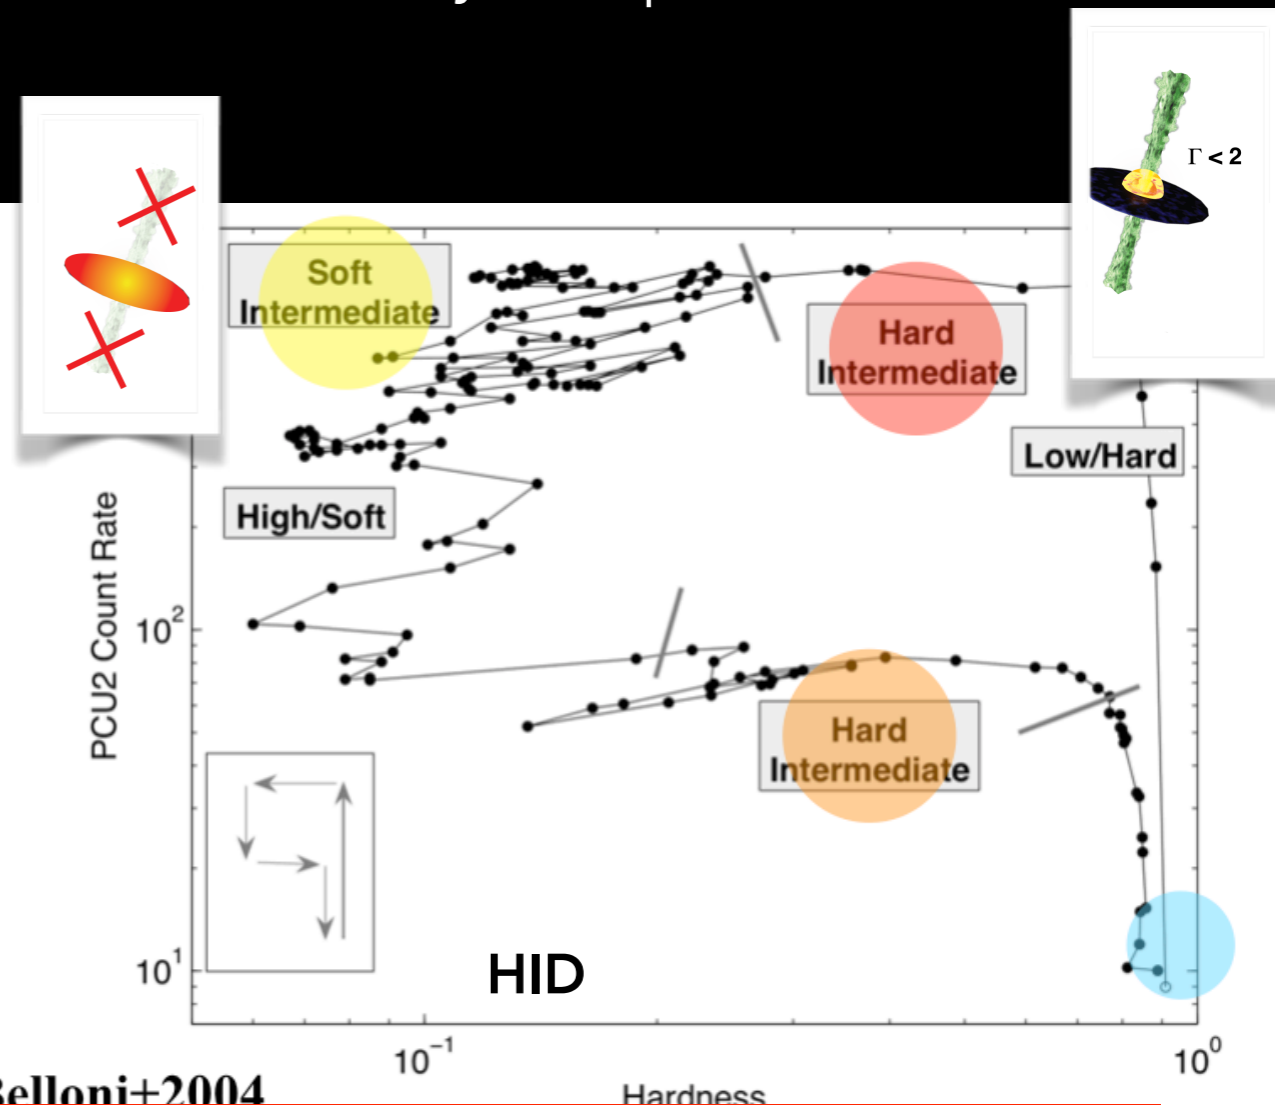 Γ < 2
Soft
Intermediate
Hard
Intermediate
Low/Hard
High/Soft
PCU2 Count Rate
10²
Hard
Intermediate
10¹
HID
10⁻¹
10⁰
Hardness
Belloni+2004